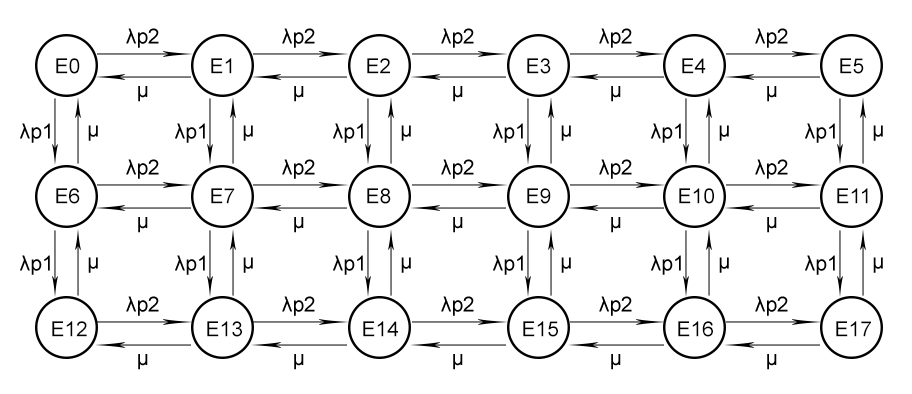 λp2 λp2 λp2 λp2 λp2
E0 E1 E2 E3 E4 E5
μ μ μ μ μ
λp1 μ λp1 μ λp1 μ λp1 μ λp1 μ λp1 μ
λp2 λp2 λp2 λp2 λp2
E6 E7 E8 E9 E10 E11
μ μ μ μ μ
λp1 μ λp1 μ λp1 μ λp1 μ λp1 μ λp1 μ
λp2 λp2 λp2 λp2 λp2
E12 E13 E14 E15 E16 E17
μ μ μ μ μ